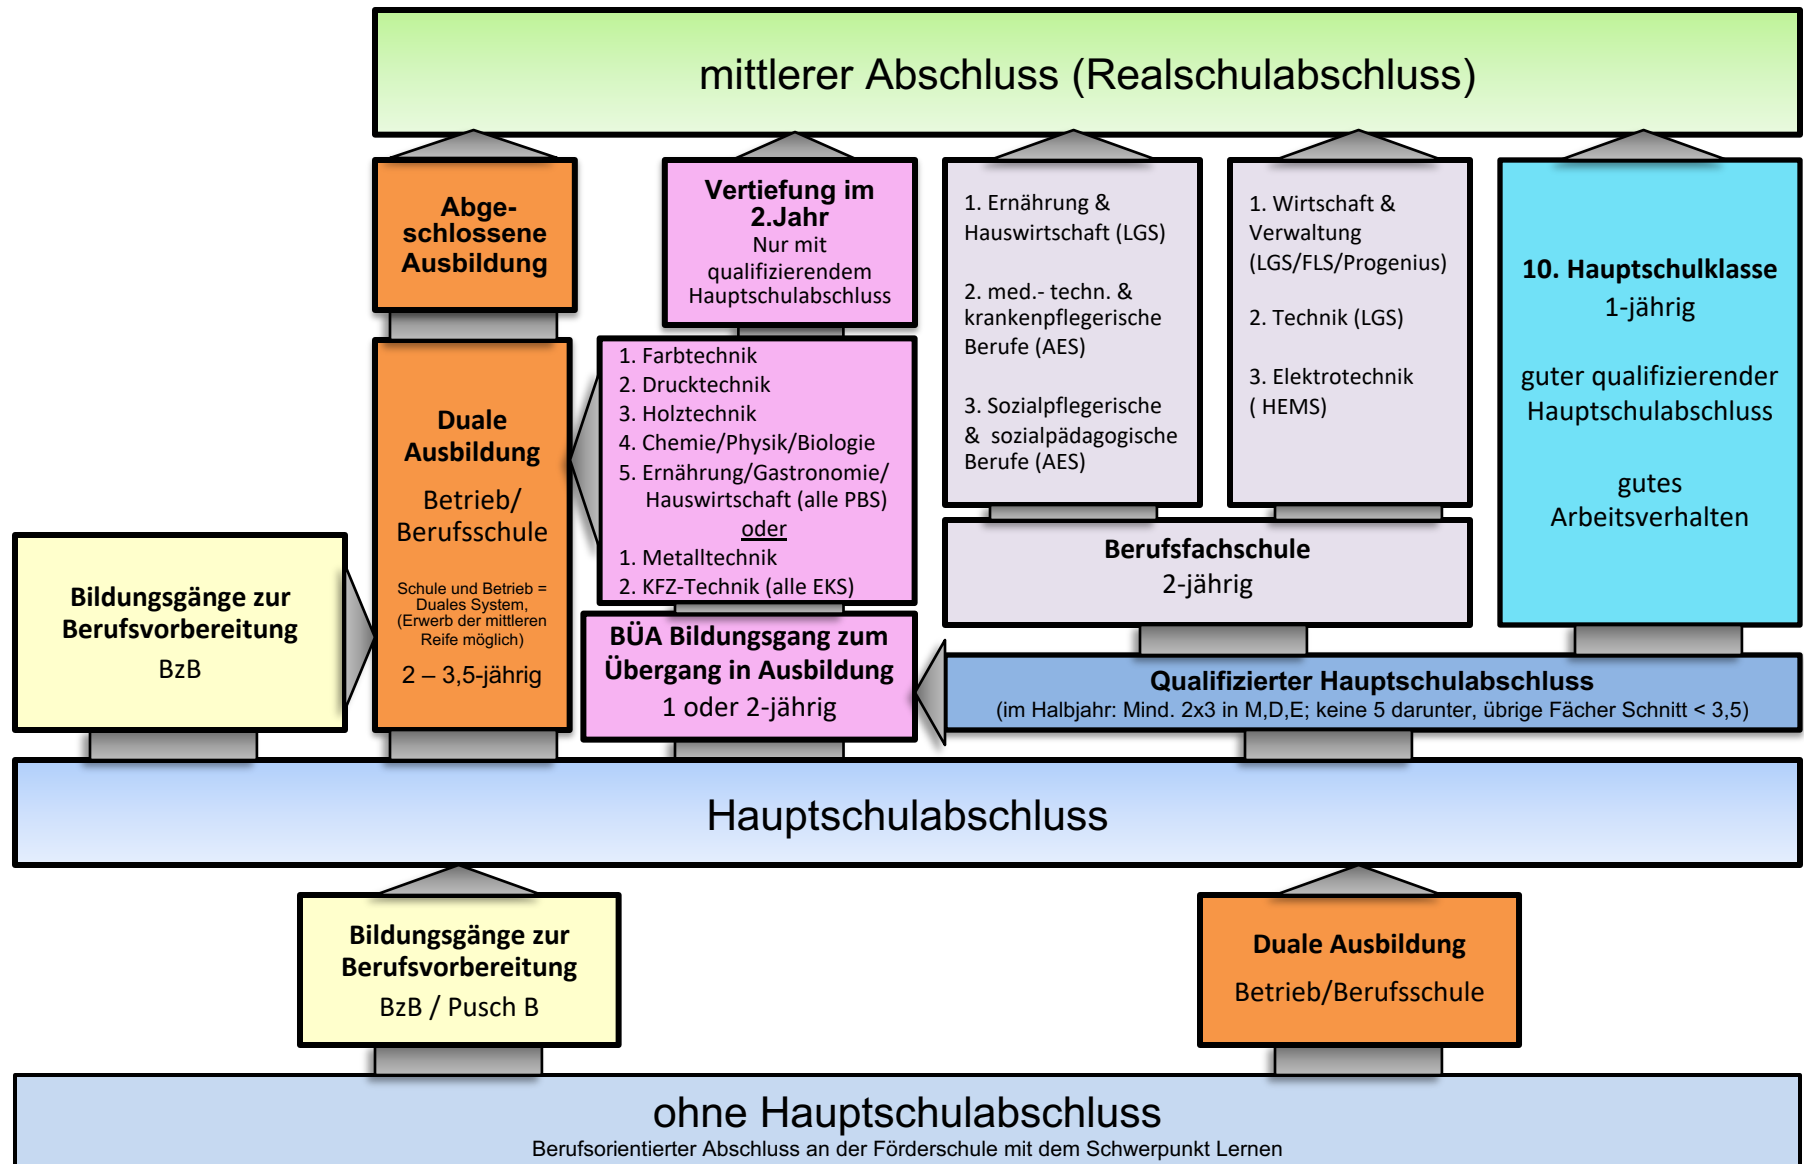 mittlerer Abschluss (Realschulabschluss)
Abge-
schlossene
Ausbildung
Vertiefung im
2.Jahr
Nur mit
qualifizierendem
Hauptschulabschluss
1. Ernährung &
Hauswirtschaft (LGS)
2. med.- techn. &
krankenpflegerische
Berufe (AES)
3. Sozialpflegerische
& sozialpädagogische
Berufe (AES)
1. Wirtschaft &
Verwaltung
(LGS/FLS/Progenius)
2. Technik (LGS)
3. Elektrotechnik
( HEMS)
10. Hauptschulklasse
1-jährig
guter qualifizierender
Hauptschulabschluss
gutes
Arbeitsverhalten
Duale
Ausbildung
Betrieb/
Berufsschule
Schule und Betrieb =
Duales System,
(Erwerb der mittleren
Reife möglich)
2 – 3,5-jährig
1. Farbtechnik
2. Drucktechnik
3. Holztechnik
4. Chemie/Physik/Biologie
5. Ernährung/Gastronomie/
Hauswirtschaft (alle PBS)
oder
1. Metalltechnik
2. KFZ-Technik (alle EKS)
Berufsfachschule
2-jährig
Bildungsgänge zur
Berufsvorbereitung
BzB
BÜA Bildungsgang zum
Übergang in Ausbildung
1 oder 2-jährig
Qualifizierter Hauptschulabschluss
(im Halbjahr: Mind. 2x3 in M,D,E; keine 5 darunter, übrige Fächer Schnitt < 3,5)
Hauptschulabschluss
Bildungsgänge zur
Berufsvorbereitung
BzB / Pusch B
Duale Ausbildung
Betrieb/Berufsschule
ohne Hauptschulabschluss
Berufsorientierter Abschluss an der Förderschule mit dem Schwerpunkt Lernen